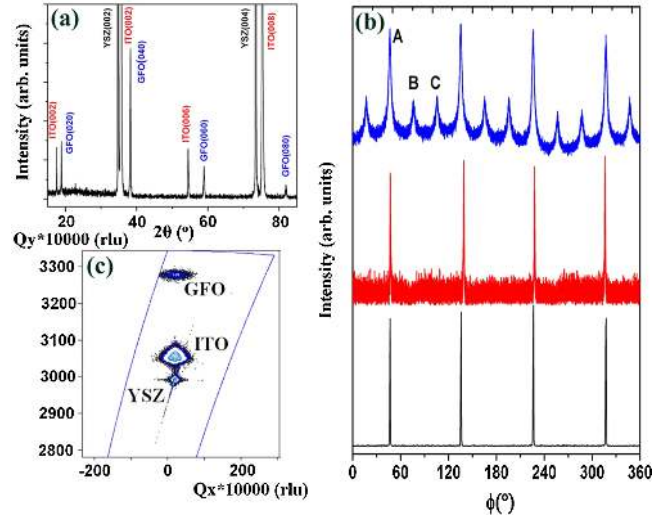 (a)
Intensity (arb. units)
ITO(002)
GFO(020)
YSZ(002)
ITO(002)
GFO(040)
ITO(006)
GFO(060)
YSZ(004)
ITO(008)
GFO(080)
20 40 60 80
2θ (°)
Qy*10000 (rlu)
(c)
3300
3200
3100
3000
2900
2800
GFO
ITO
YSZ
-200 0 200
Qx*10000 (rlu)
(b)
Intensity (arb. units)
A
B C
0 60 120 180 240 300 360
ϕ(°)